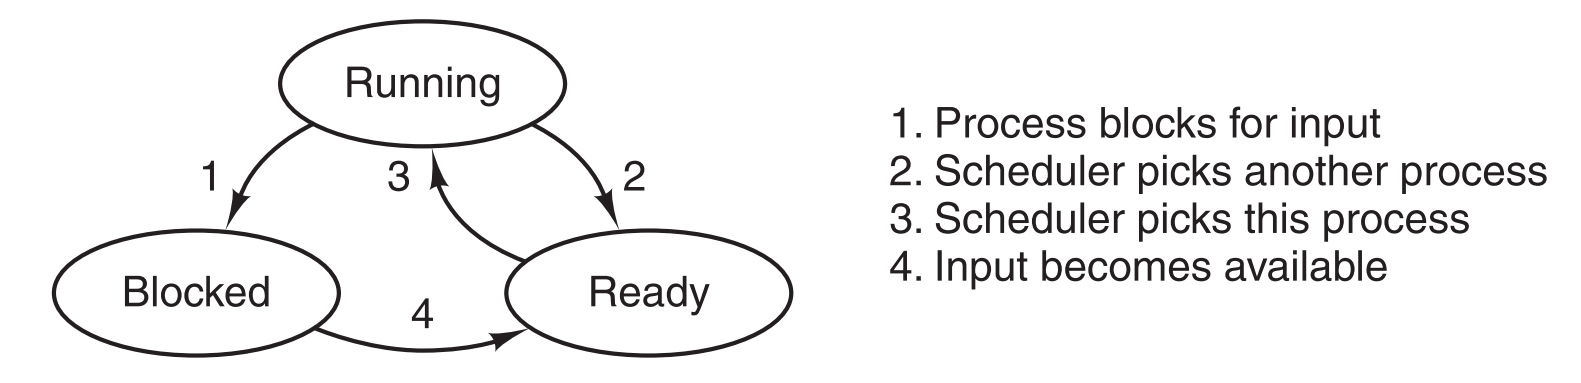 Running
1
3
2
Blocked
4
Ready
1. Process blocks for input
2. Scheduler picks another process
3. Scheduler picks this process
4. Input becomes available